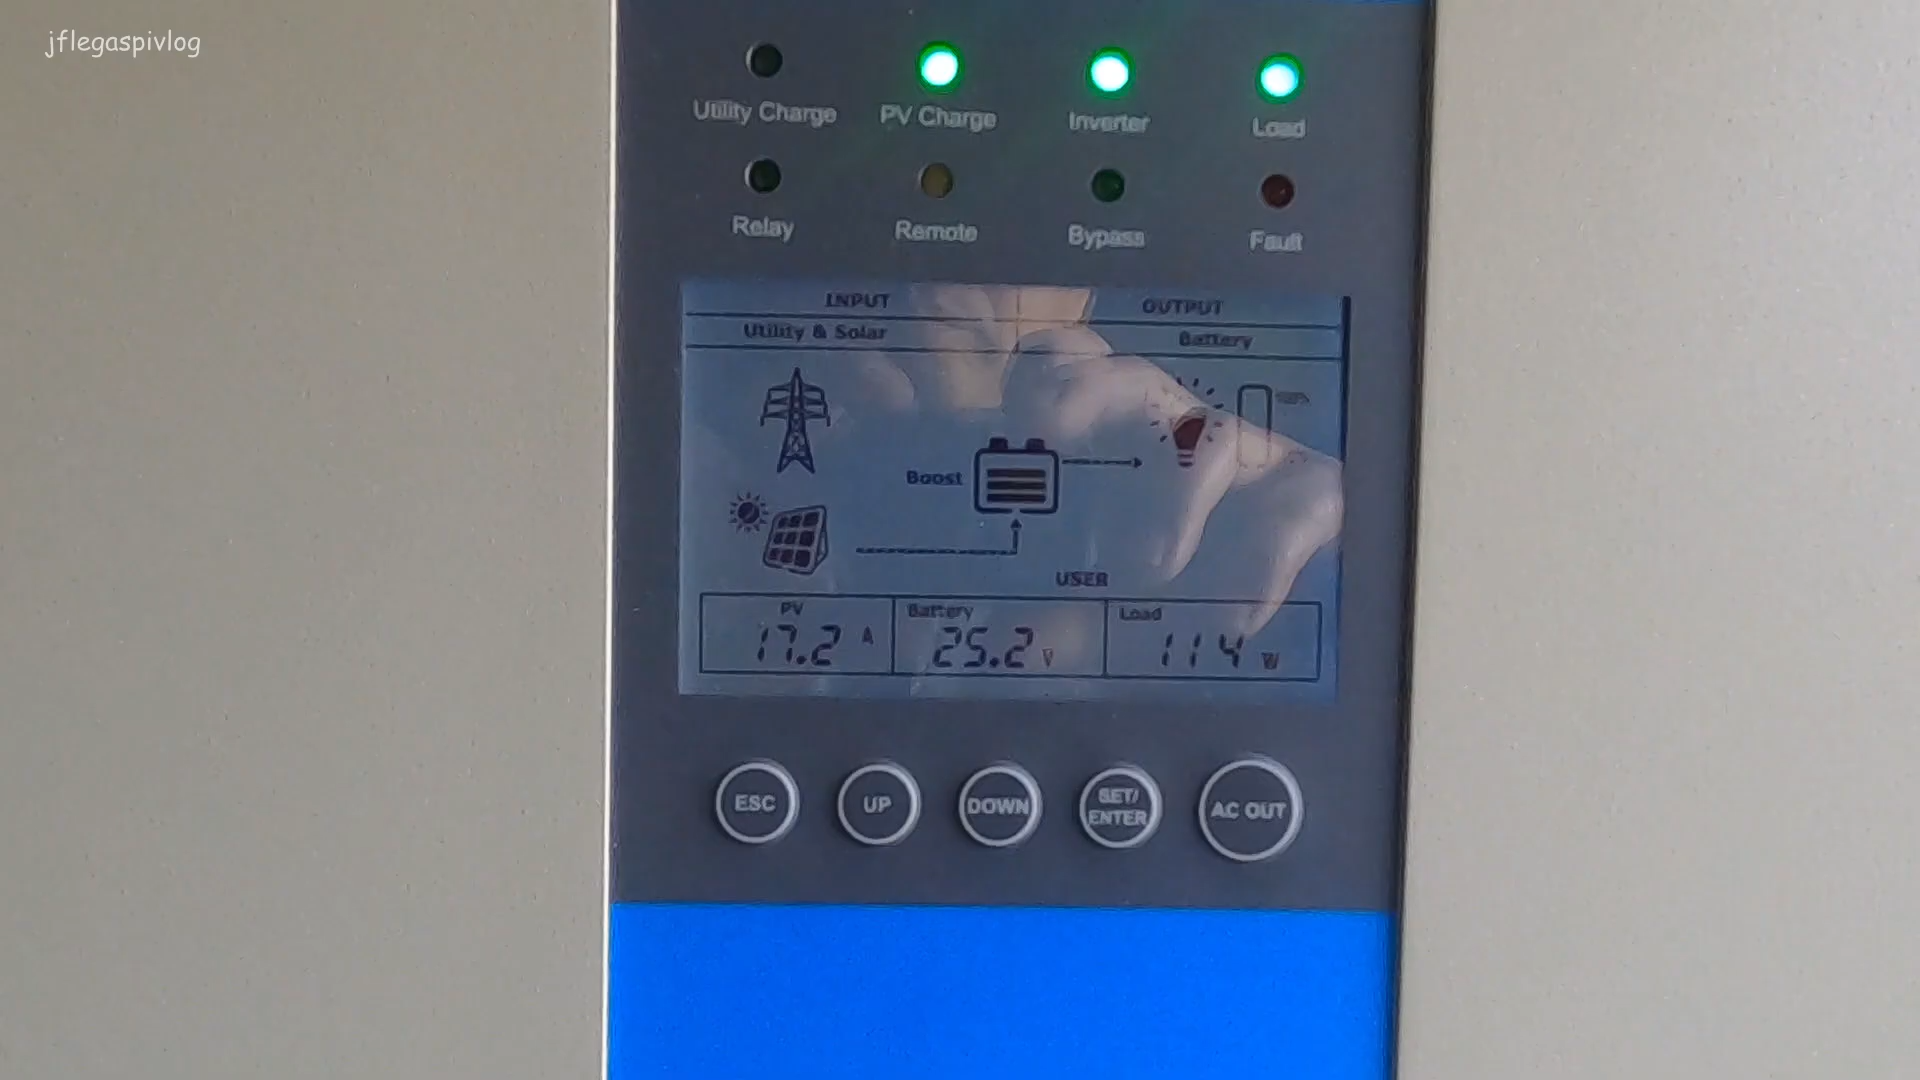 jflegaspivlog
Utility Charge PV Charge Inverter Load
Relay Remote Bypass Fault
INPUT OUTPUT
Utility & Solar Battery
Boost
USER
PV Battery Load
17.2 A 25.2 V 114 W
ESC UP DOWN SET/ENTER AC OUT